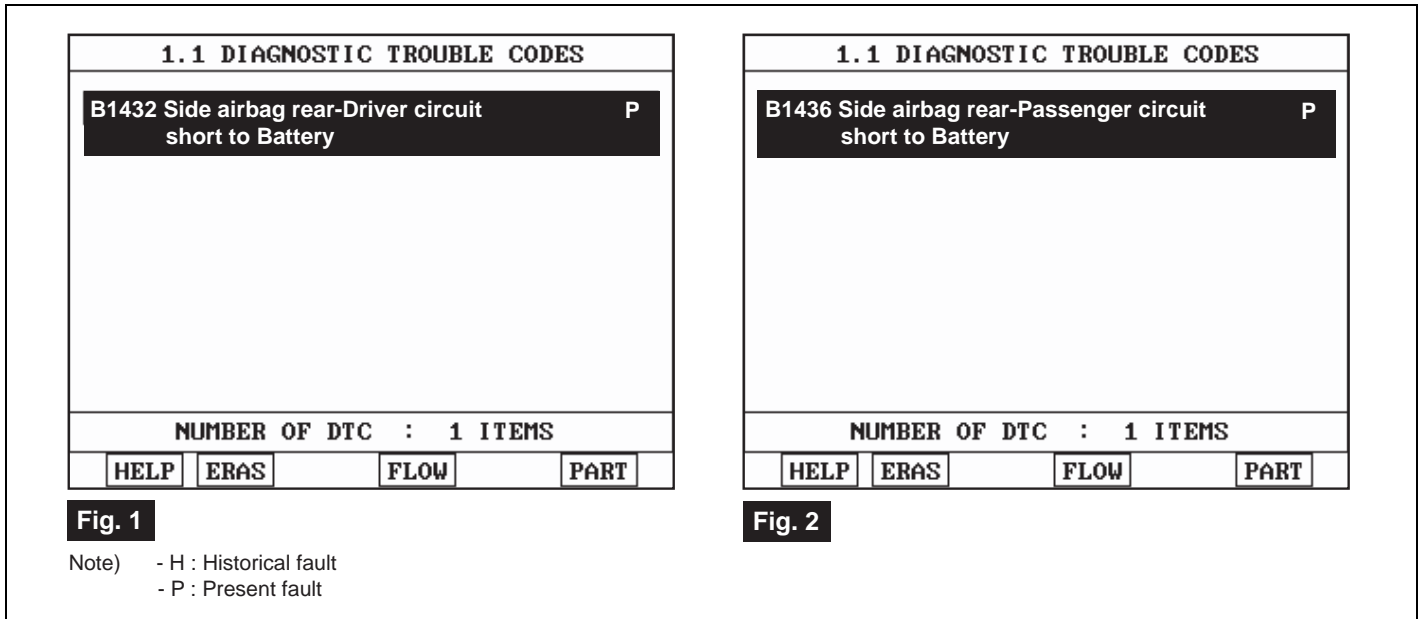 1.1 DIAGNOSTIC TROUBLE CODES
B1432 Side airbag rear-Driver circuit P
short to Battery
NUMBER OF DTC : 1 ITEMS
HELP ERAS FLOW PART
Fig. 1
Note) - H : Historical fault
- P : Present fault
1.1 DIAGNOSTIC TROUBLE CODES
B1436 Side airbag rear-Passenger circuit P
short to Battery
NUMBER OF DTC : 1 ITEMS
HELP ERAS FLOW PART
Fig. 2